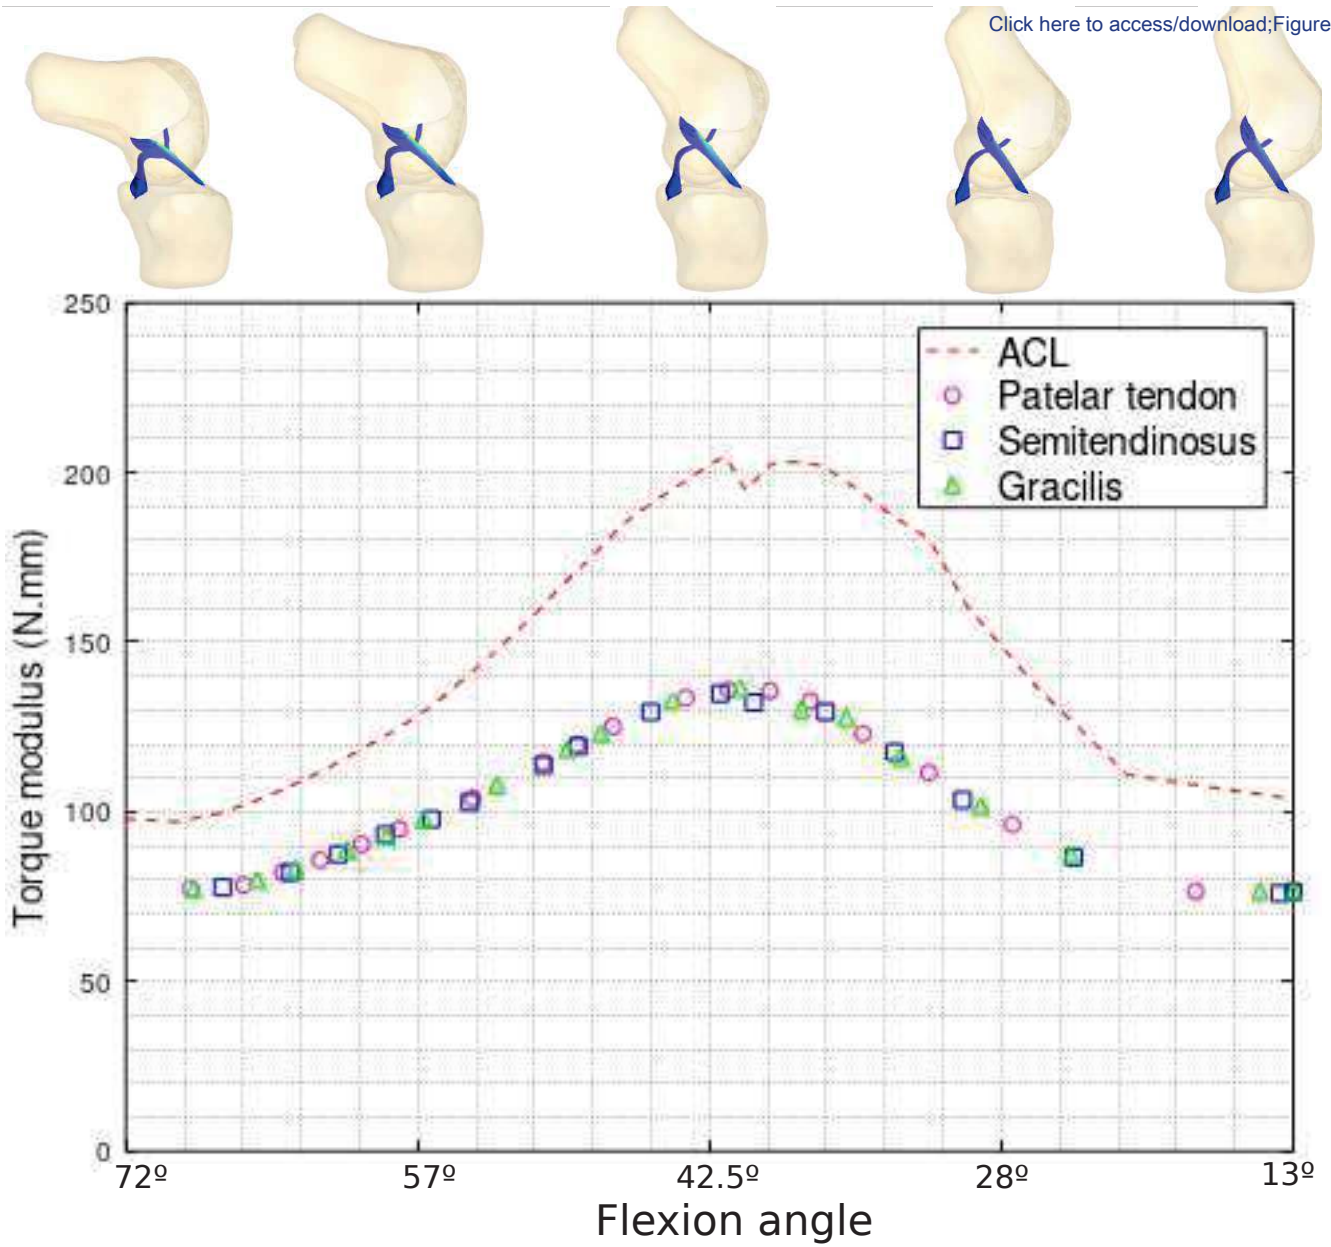 Click here to access/download;Figure
250
200
150
100
50
0
Torque modulus (N.mm)
ACL
Patelar tendon
Semitendinosus
Gracilis
72º
57º
42.5º
28º
13º
Flexion angle